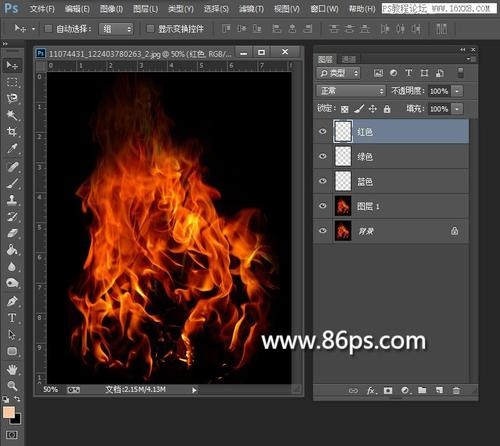 Ps 文件(F) 编辑(E) 图像(I) 图层(L) 类型(Y) 选择(S) 滤镜(T) 视图(V) 窗口(W) 帮助(H)
PS教程论坛 www.16XX8.com
自动选择: 组 显示变换控件
11074431_122403780263_2.jpg @ 50% (红色, RGB/...
图层 通道
类型
正常 不透明度: 100%
锁定: 填充: 100%
红色
绿色
蓝色
图层 1
背景
www.86ps.com
50% 文档:2.15M/4.13M